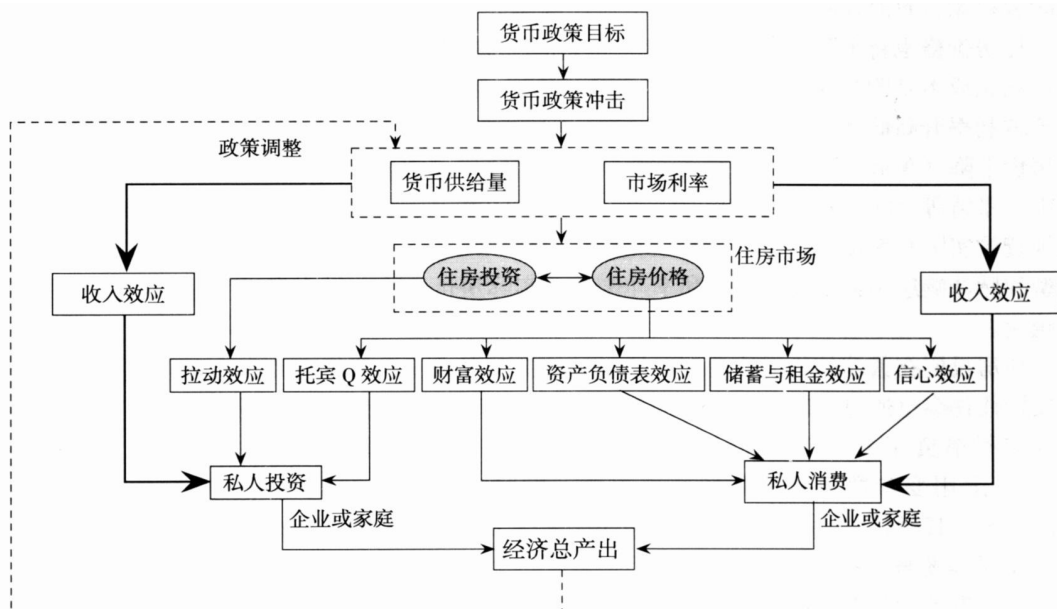 货币政策目标
货币政策冲击
政策调整
货币供给量
市场利率
住房市场
住房投资
住房价格
收入效应
收入效应
拉动效应
托宾 Q 效应
财富效应
资产负债表效应
储蓄与租金效应
信心效应
私人投资
私人消费
企业或家庭
企业或家庭
经济总产出